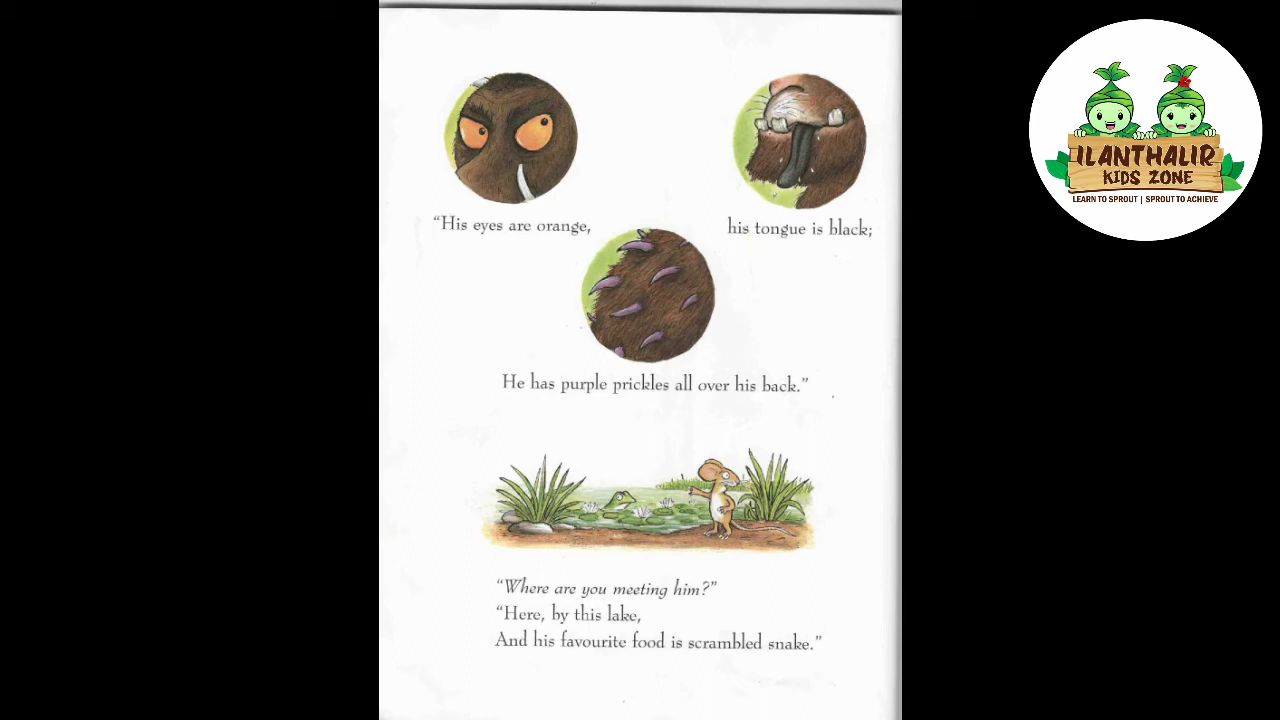 "His eyes are orange,
his tongue is black;
He has purple prickles all over his back."
"Where are you meeting him?"
"Here, by this lake,
And his favourite food is scrambled snake."
ILANTHALIR
KIDS ZONE
LEARN TO SPROUT | SPROUT TO ACHIEVE